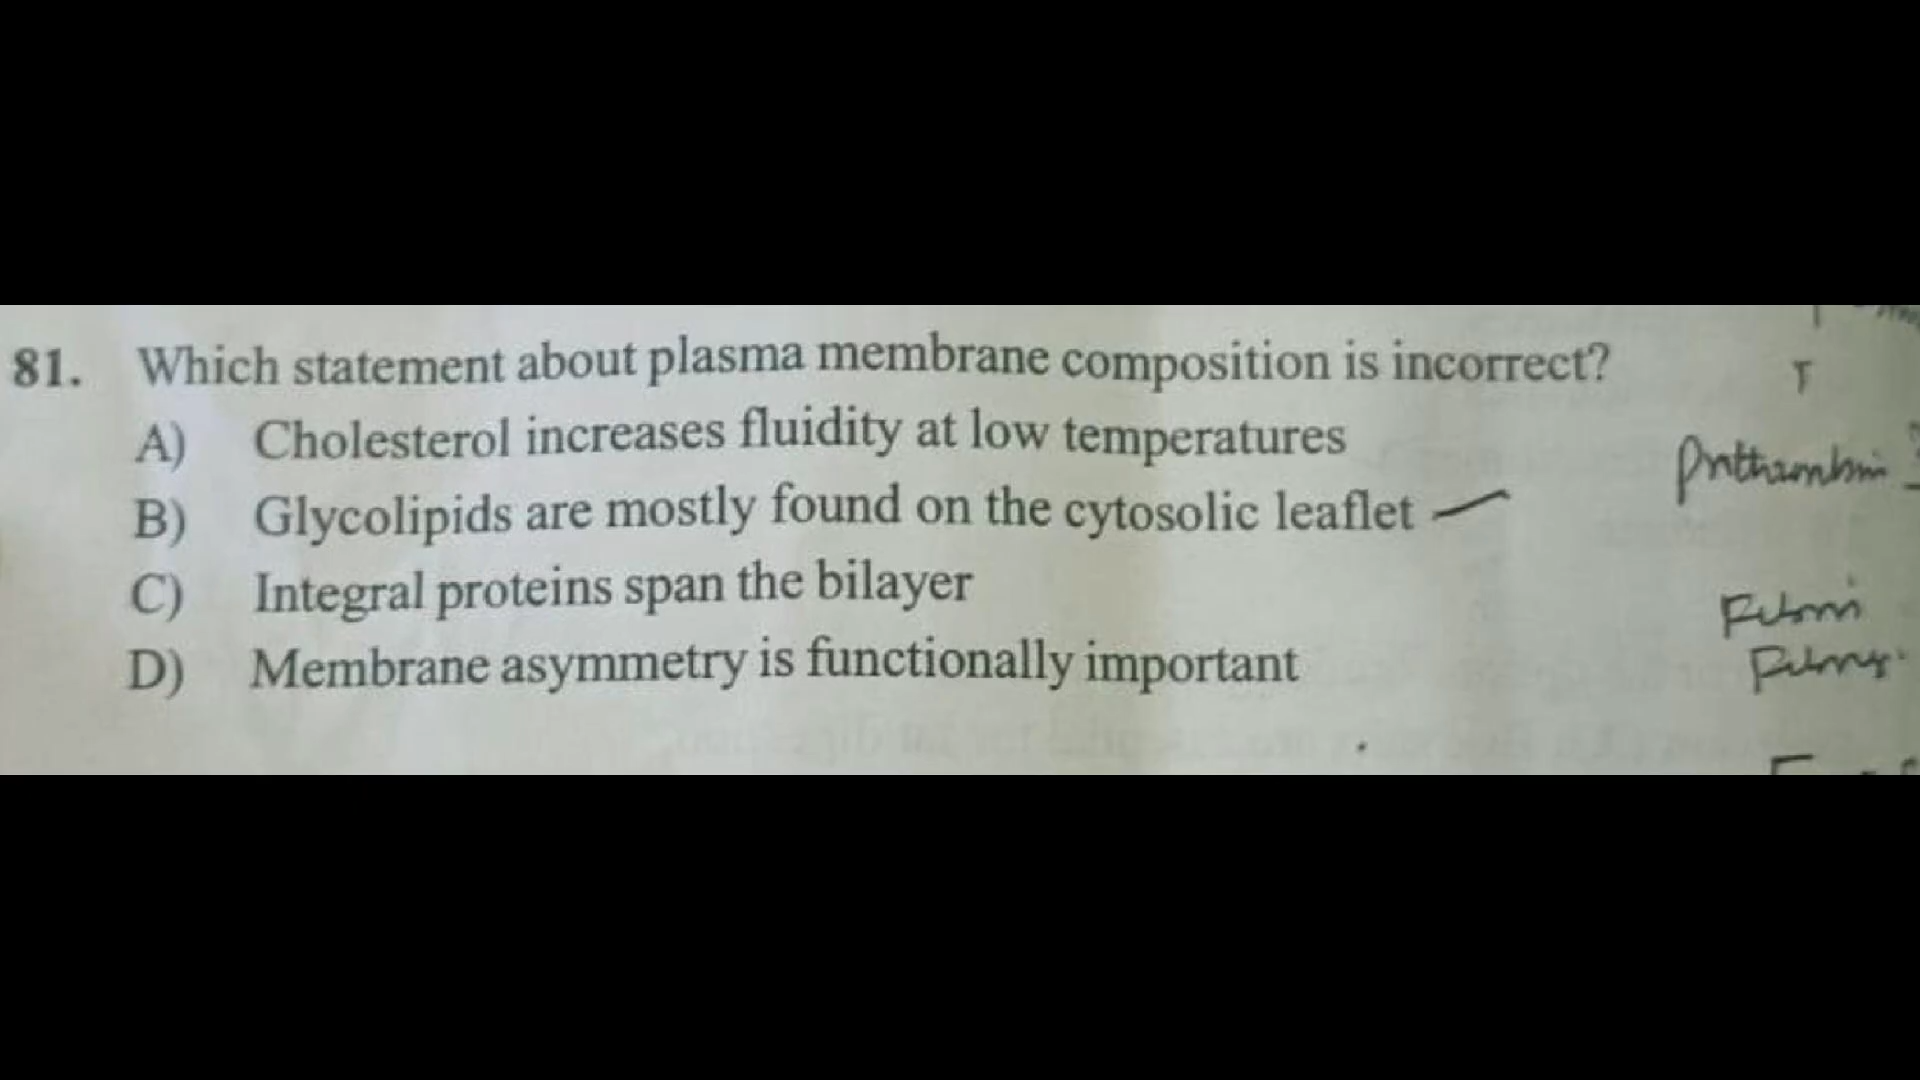 81. Which statement about plasma membrane composition is incorrect?
A) Cholesterol increases fluidity at low temperatures
B) Glycolipids are mostly found on the cytosolic leaflet
C) Integral proteins span the bilayer
D) Membrane asymmetry is functionally important
T